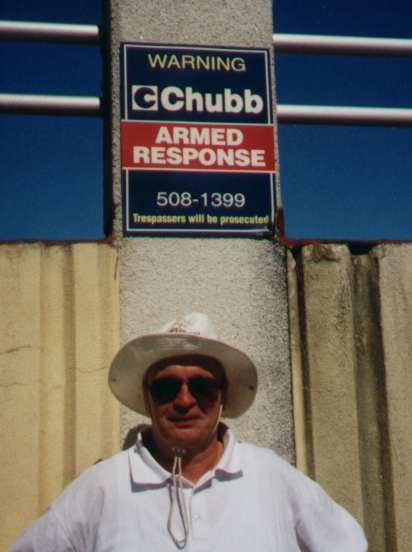 WARNING
Chubb
ARMED
RESPONSE
508-1399
Trespassers will be prosecuted